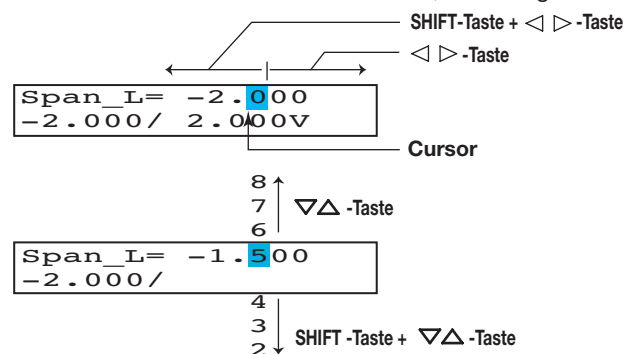 SHIFT-Taste + ◁ ▷ -Taste
◁ ▷ -Taste
Span_L= -2.000
-2.000/ 2.000V
Cursor
8
7
6
▽△ -Taste
Span_L= -1.500
-2.000/
4
3
2
SHIFT -Taste + ▽△ -Taste